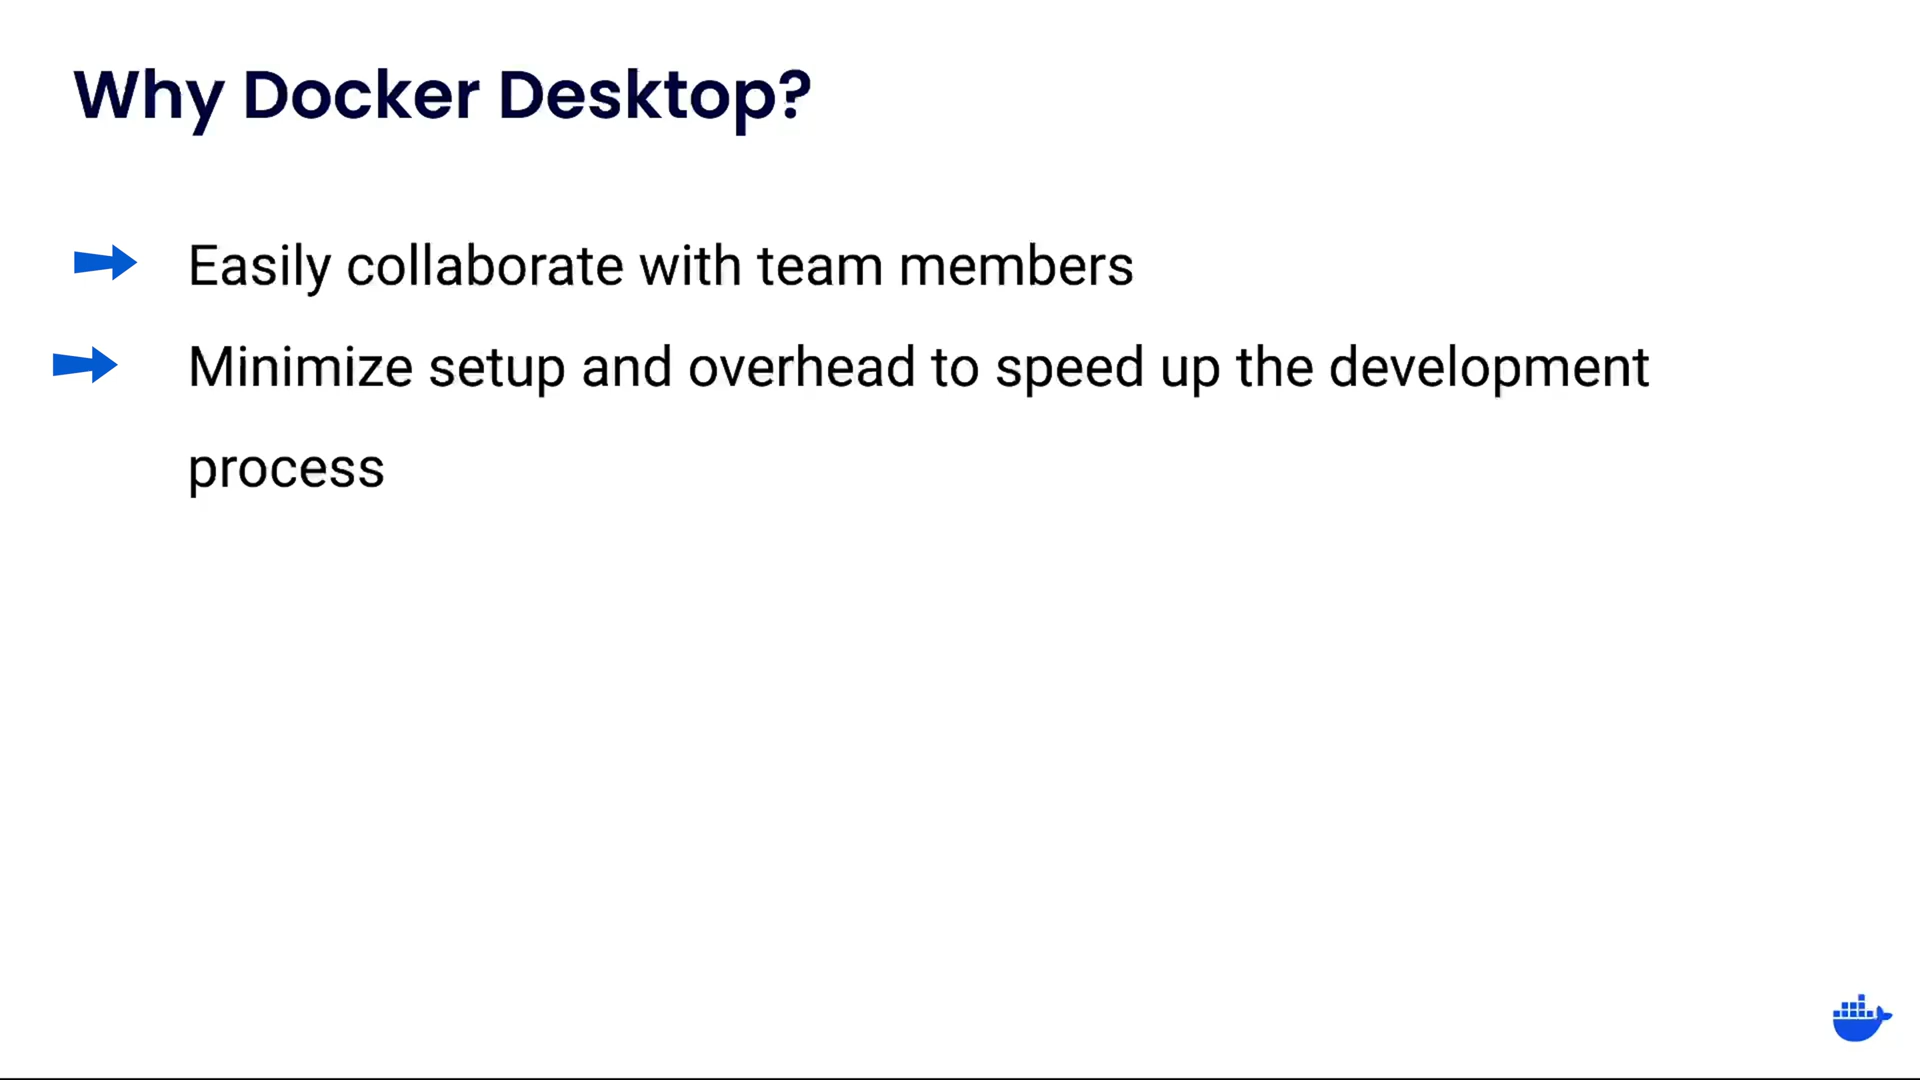 Why Docker Desktop?
Easily collaborate with team members
Minimize setup and overhead to speed up the development
process